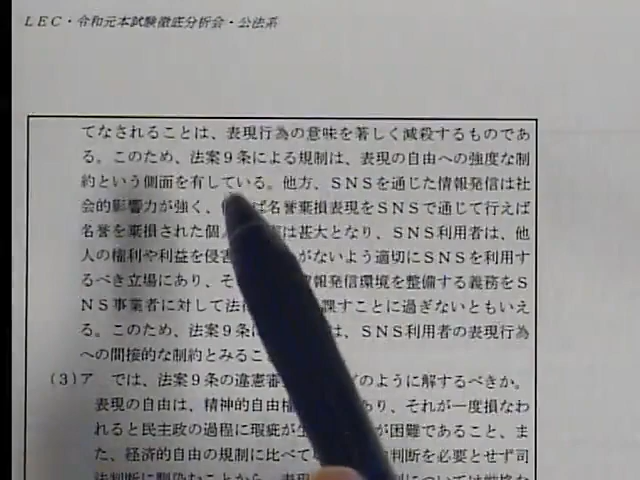 LEC・令和元本試験徹底分析会・公法系
てなされることは、表現行為の意味を著しく減殺するものであ
る。このため、法案9条による規制は、表現の自由への強度な制
約という側面を有している。他方、SNSを通じた情報発信は社
会的影響力が強く、 ば名誉棄損表現をSNSで通じて行えば
名誉を棄損された個 は甚大となり、SNS利用者は、他
人の権利や利益を侵害 がないよう適切にSNSを利用す
るべき立場にあり、そ 情報発信環境を整備する義務をS
NS事業者に対して法 課すことに過ぎないともいえ
る。このため、法案9条 は、SNS利用者の表現行為
への間接的な制約とみるこ
(3)ア では、法案9条の違憲審 どのように解するべきか。
表現の自由は、精神的自由権 あり、それが一度損なわ
れると民主政の過程に瑕疵が生 が困難であること、ま
た、経済的自由の規制に比べて 判断を必要とせず司